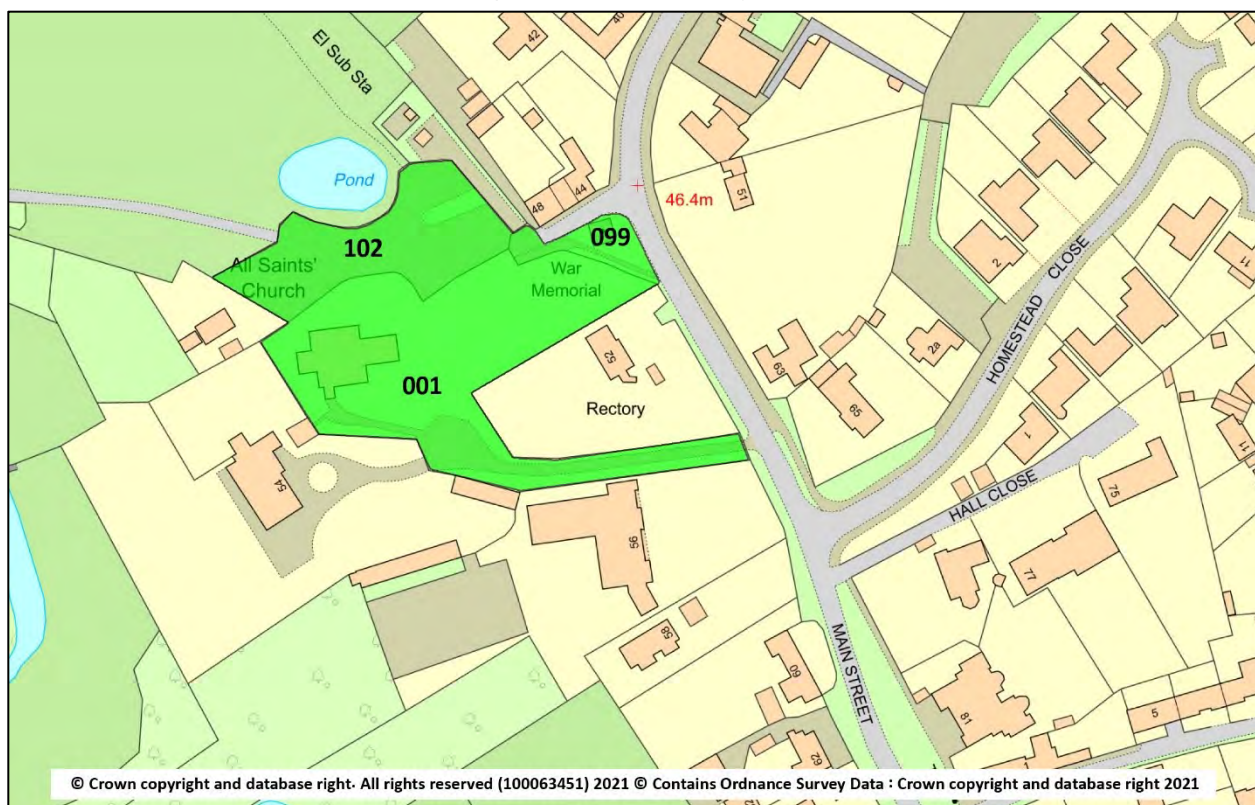 El Sub Sta
42
40
Pond
48
44
102
099
46.4m
51
All Saints'
Church
War
Memorial
52
Rectory
001
63
65
2a
2
11
HOMESTEAD CLOSE
1
11
HALL CLOSE
75
77
54
56
58
60
62
MAIN STREET
81
5
© Crown copyright and database right. All rights reserved (100063451) 2021 © Contains Ordnance Survey Data : Crown copyright and database right 2021